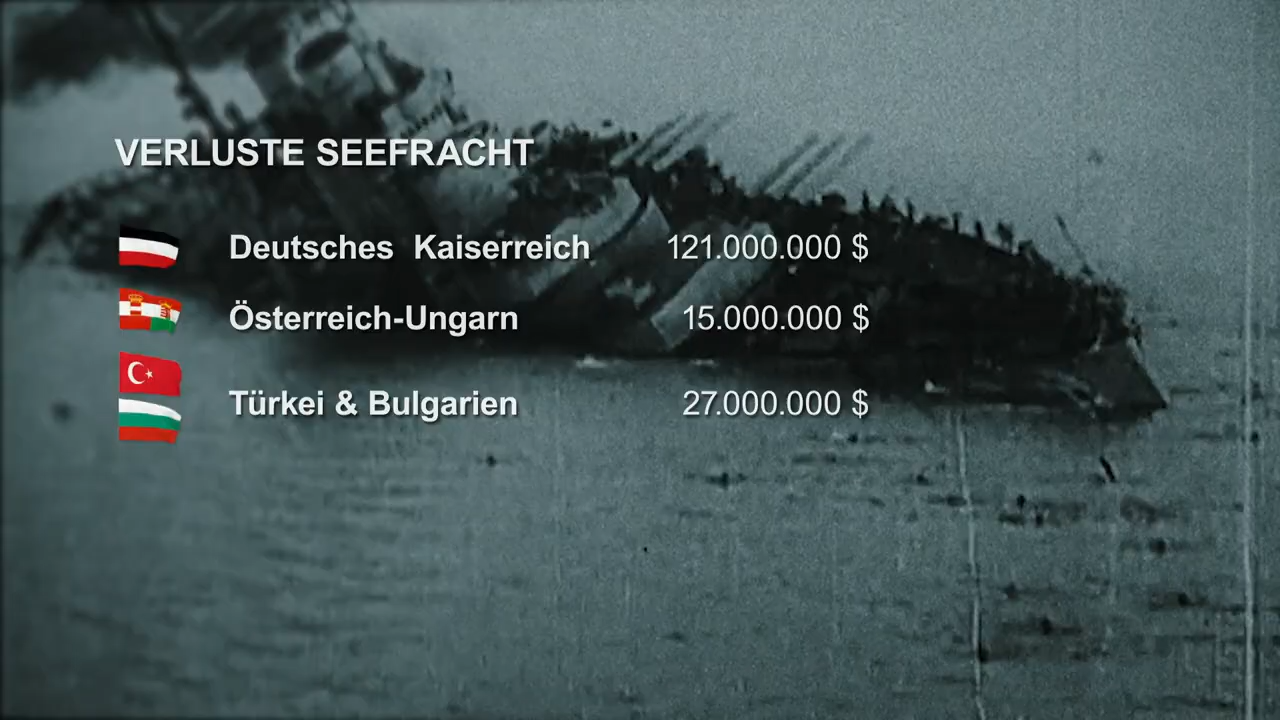 VERLUSTE SEEFRACHT
Deutsches Kaiserreich 121.000.000 $
Österreich-Ungarn 15.000.000 $
Türkei & Bulgarien 27.000.000 $